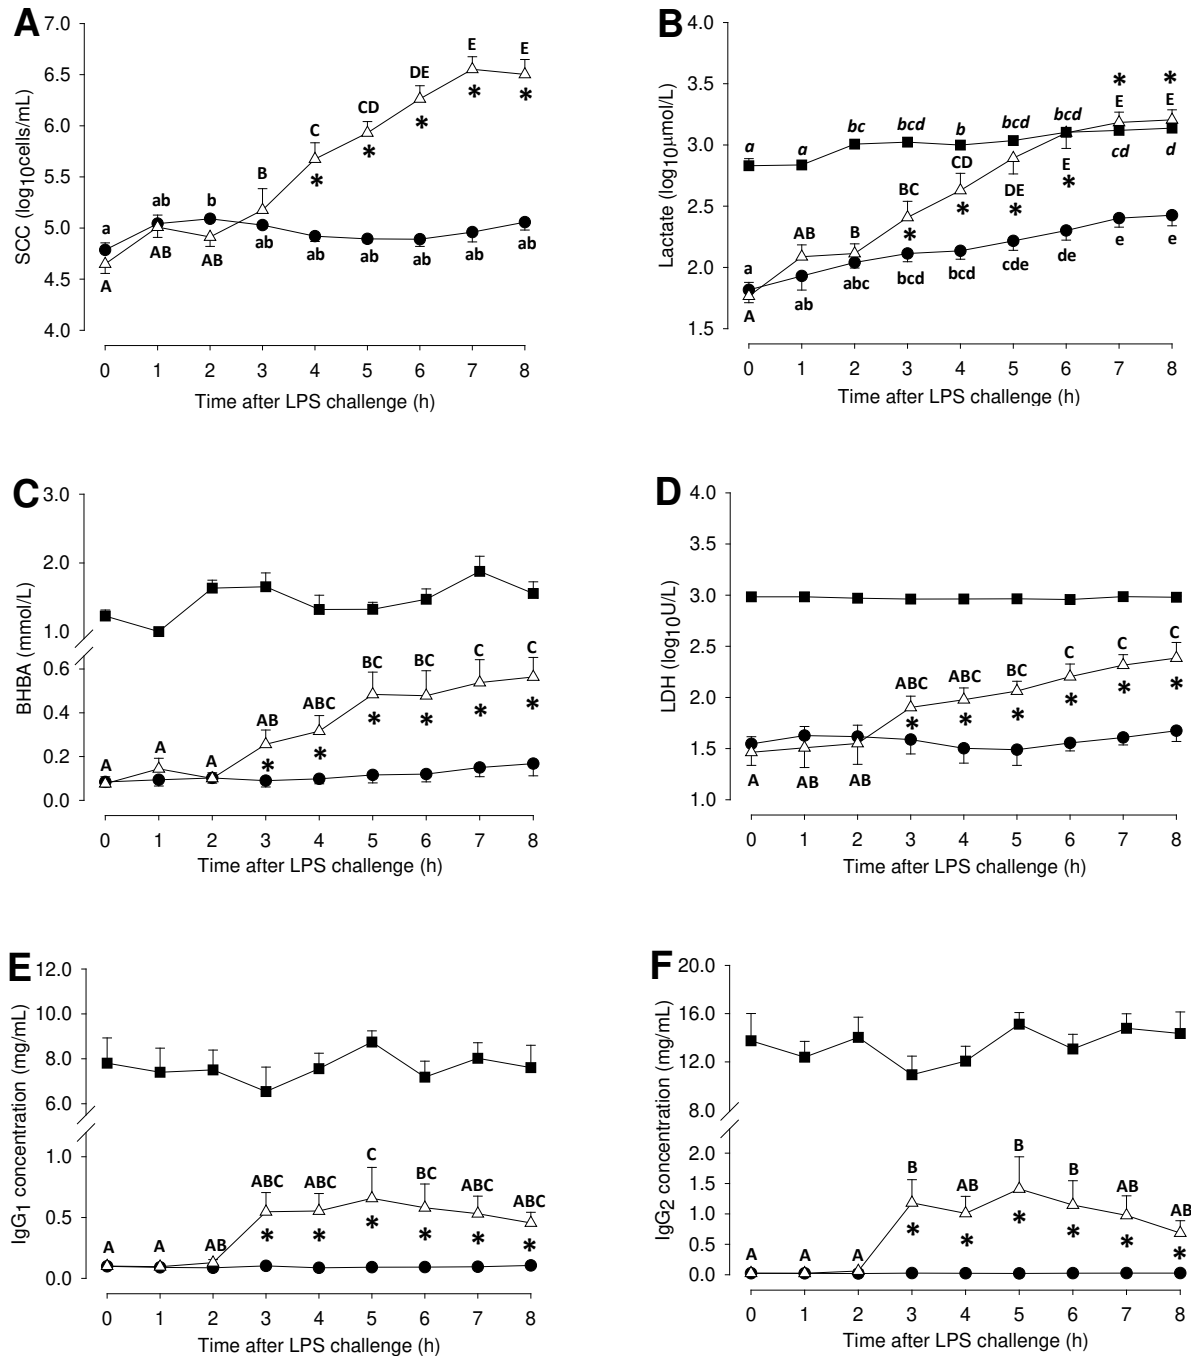 A
7.0
6.5
6.0
5.5
5.0
4.5
4.0
SCC (log10cells/mL)
a ab b B C CD DE E E
* * * * *
A AB AB ab ab ab ab ab ab
0 1 2 3 4 5 6 7 8
Time after LPS challenge (h)
B
4.0
3.5
3.0
2.5
2.0
1.5
Lactate (log10µmol/L)
* *
a a bc bcd b bcd bcd E E
CD E cd d
AB B BC * DE *
* *
a
A ab abc bcd bcd cde de e e
0 1 2 3 4 5 6 7 8
Time after LPS challenge (h)
C
3.0
2.0
1.0
0.6
0.4
0.2
0.0
BHBA (mmol/L)
A A A AB ABC BC BC C C
* * * * * *
0 1 2 3 4 5 6 7 8
Time after LPS challenge (h)
D
4.0
3.5
3.0
2.5
2.0
1.5
1.0
LDH (log10U/L)
ABC ABC BC C C C
* * * * * *
A AB AB
0 1 2 3 4 5 6 7 8
Time after LPS challenge (h)
E
12.0
10.0
8.0
6.0
1.0
0.5
0.0
IgG1 concentration (mg/mL)
A A AB ABC ABC C BC ABC ABC
* * * * * *
0 1 2 3 4 5 6 7 8
Time after LPS challenge (h)
F
20.0
16.0
12.0
8.0
2.0
1.5
1.0
0.5
0.0
IgG2 concentration (mg/mL)
A A A B AB B B AB AB
* * * * * *
0 1 2 3 4 5 6 7 8
Time after LPS challenge (h)